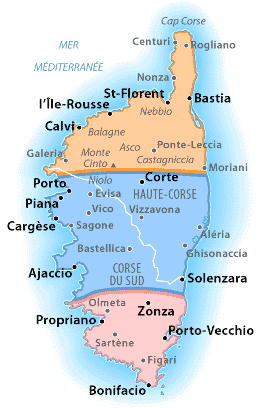 Cap Corse
Centuri
Rogliano
MER
MÉDITERRANÉE
Nonza
St-Florent
Bastia
l'Île-Rousse
Nebbio
Calvi
Balagne
Asco
Ponte-Leccia
Galeria
Monte
Cinto
Castagniccia
Moriani
Niolo
Corte
Porto
Evisa
HAUTE-CORSE
Piana
Vico
Vizzavona
Cargèse
Sagone
Aléria
Bastellica
Ghisonaccia
Ajaccio
CORSE
DU SUD
Solenzara
Olmeta
Zonza
Propriano
Porto-Vecchio
Sartène
Figari
Bonifacio